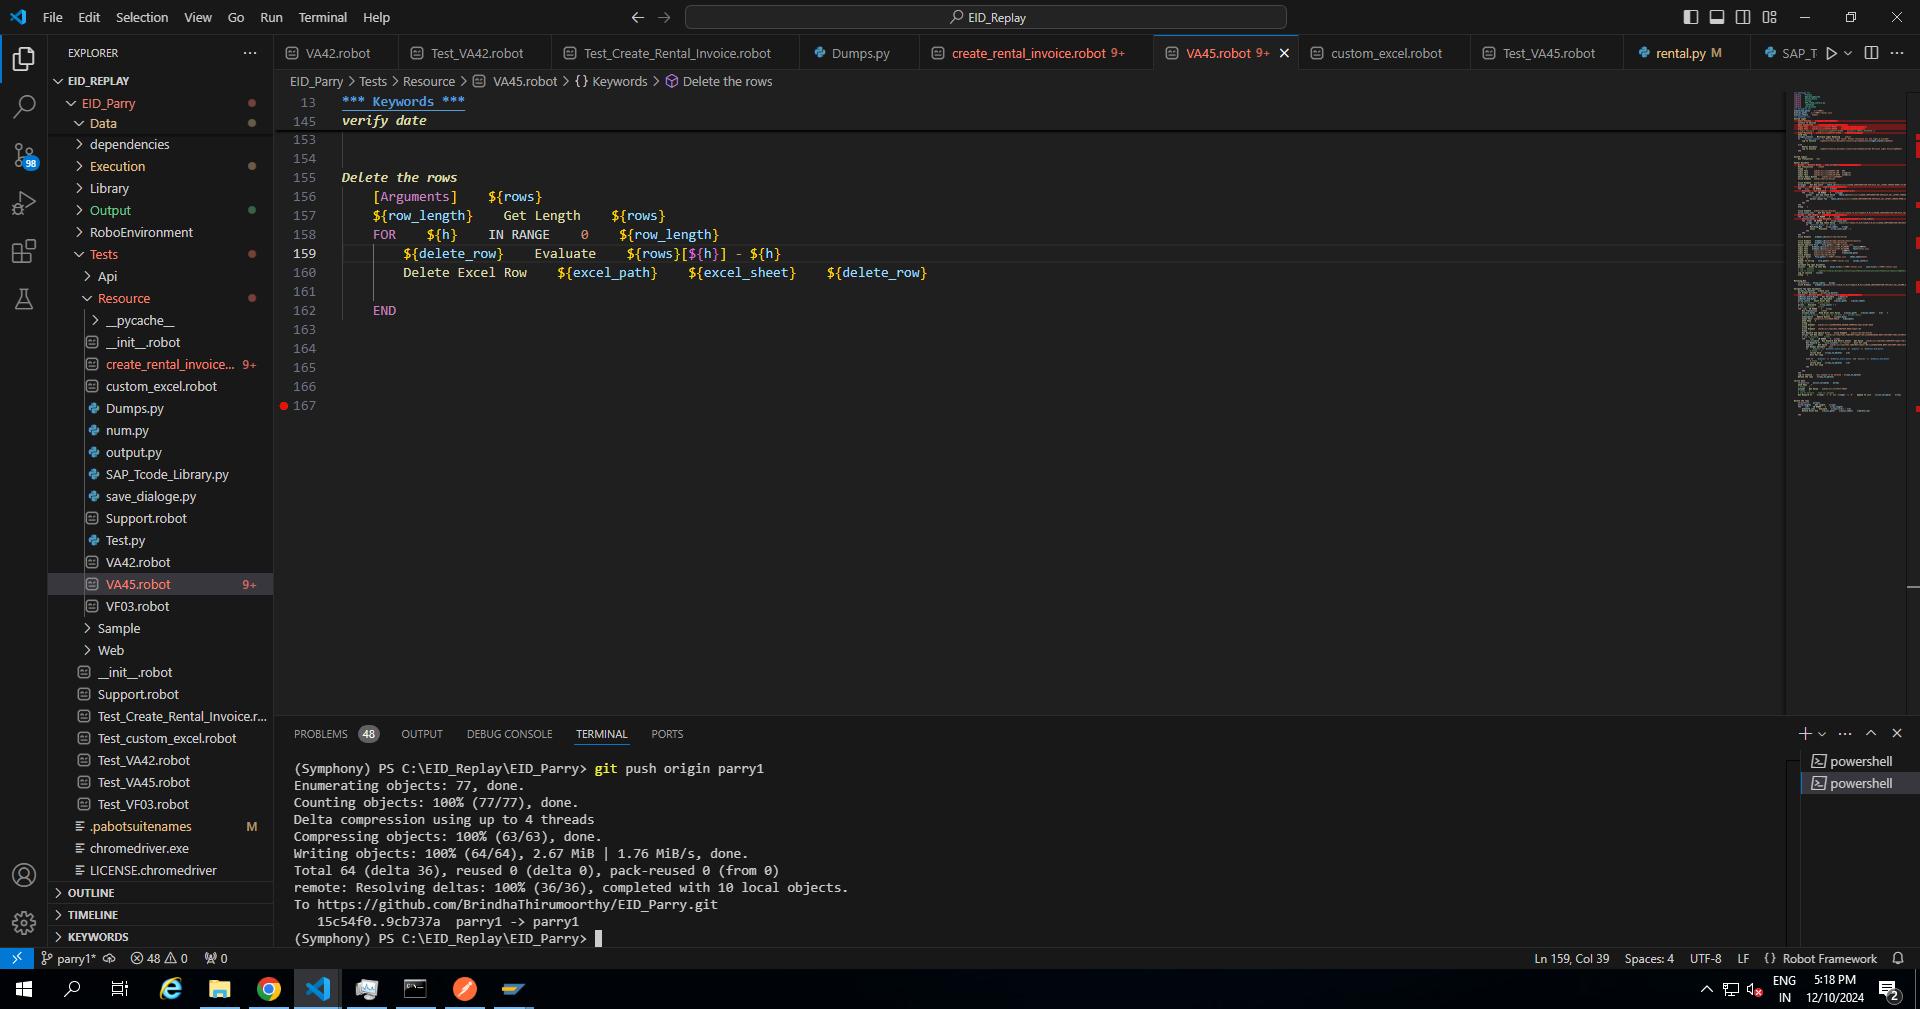 File Edit Selection View Go Run Terminal Help
EID_Replay
EXPLORER
VA42.robot
Test_VA42.robot
Test_Create_Rental_Invoice.robot
Dumps.py
create_rental_invoice.robot 9+
VA45.robot 9+
custom_excel.robot
Test_VA45.robot
rental.py M
SAP_T
EID_Parry > Tests > Resource > VA45.robot > {} Keywords > Delete the rows
EID_REPLAY
EID_Parry
Data
dependencies
Execution
Library
Output
RoboEnvironment
Tests
Api
Resource
__pycache__
__init__.robot
create_rental_invoice... 9+
custom_excel.robot
Dumps.py
num.py
output.py
SAP_Tcode_Library.py
save_dialoge.py
Support.robot
Test.py
VA42.robot
VA45.robot 9+
VF03.robot
Sample
Web
__init__.robot
Support.robot
Test_Create_Rental_Invoice.r...
Test_custom_excel.robot
Test_VA42.robot
Test_VA45.robot
Test_VF03.robot
.pabotsuitenames M
chromedriver.exe
LICENSE.chromedriver
OUTLINE
TIMELINE
KEYWORDS
98
13 *** Keywords ***
145 verify date
153
154
155 Delete the rows
156 [Arguments] ${rows}
157 ${row_length} Get Length ${rows}
158 FOR ${h} IN RANGE 0 ${row_length}
159 ${delete_row} Evaluate ${rows}[${h}] - ${h}
160 Delete Excel Row ${excel_path} ${excel_sheet} ${delete_row}
161
162 END
163
164
165
166
167
PROBLEMS 48 OUTPUT DEBUG CONSOLE TERMINAL PORTS
(Symphony) PS C:\EID_Replay\EID_Parry> git push origin parry1
Enumerating objects: 77, done.
Counting objects: 100% (77/77), done.
Delta compression using up to 4 threads
Compressing objects: 100% (63/63), done.
Writing objects: 100% (64/64), 2.67 MiB | 1.76 MiB/s, done.
Total 64 (delta 36), reused 0 (delta 0), pack-reused 0 (from 0)
remote: Resolving deltas: 100% (36/36), completed with 10 local objects.
To https://github.com/BrindhaThirumoorthy/EID_Parry.git
15c54f0..9cb737a parry1 -> parry1
(Symphony) PS C:\EID_Replay\EID_Parry>
powershell
powershell
parry1* 48 0 0
Ln 159, Col 39 Spaces: 4 UTF-8 LF {} Robot Framework
ENG
IN
5:18 PM
12/10/2024
2